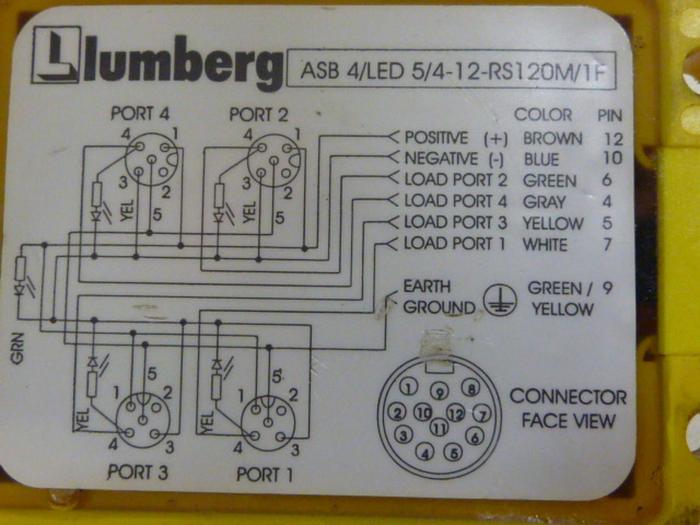 lumberg ASB 4/LED 5/4-12-RS120M/1F
PORT 4 PORT 2 COLOR PIN
4 1 4 1
POSITIVE (+) BROWN 12
NEGATIVE (-) BLUE 10
3 2 3 2
LOAD PORT 2 GREEN 6
YEL 5 YEL 5
LOAD PORT 4 GRAY 4
LOAD PORT 3 YELLOW 5
LOAD PORT 1 WHITE 7
EARTH GREEN / 9
GROUND YELLOW
GRN
5 5
1 2 1 2
YEL YEL
4 3 4 3
PORT 3 PORT 1
1 9 8
2 10 12 7
3 11 6
4 5
CONNECTOR
FACE VIEW